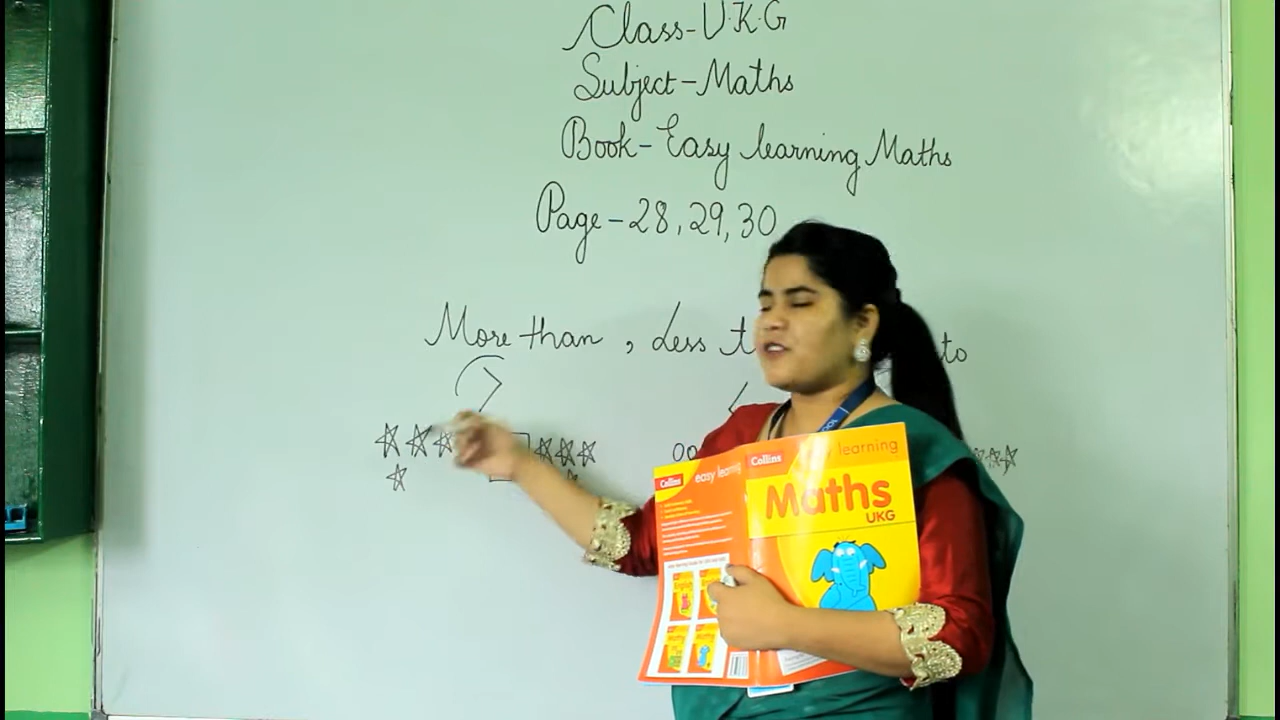 Class-U.K.G
Subject-Maths
Book-Easy learning Maths
Page-28, 29, 30
More than, Less t to
>
<
Collins
easy learning
Collins
easy learning
Maths
UKG